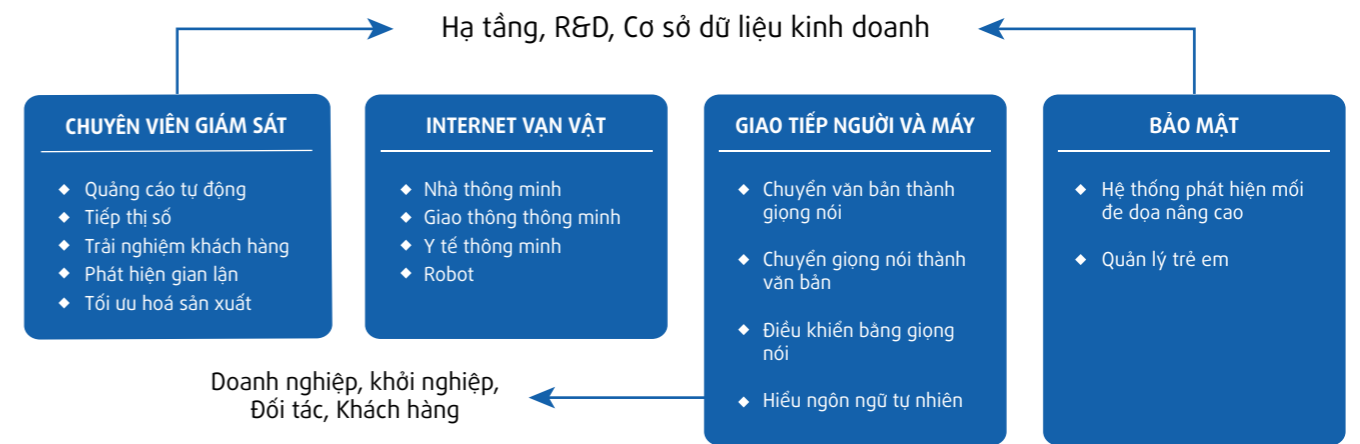 Hạ tầng, R&D, Cơ sở dữ liệu kinh doanh
CHUYÊN VIÊN GIÁM SÁT
Quảng cáo tự động
Tiếp thị số
Trải nghiệm khách hàng
Phát hiện gian lận
Tối ưu hoá sản xuất
INTERNET VẠN VẬT
Nhà thông minh
Giao thông thông minh
Y tế thông minh
Robot
GIAO TIẾP NGƯỜI VÀ MÁY
Chuyển văn bản thành
giọng nói
Chuyển giọng nói thành
văn bản
Điều khiển bằng giọng
nói
Hiểu ngôn ngữ tự nhiên
BẢO MẬT
Hệ thống phát hiện mối
đe dọa nâng cao
Quản lý trẻ em
Doanh nghiệp, khởi nghiệp,
Đối tác, Khách hàng